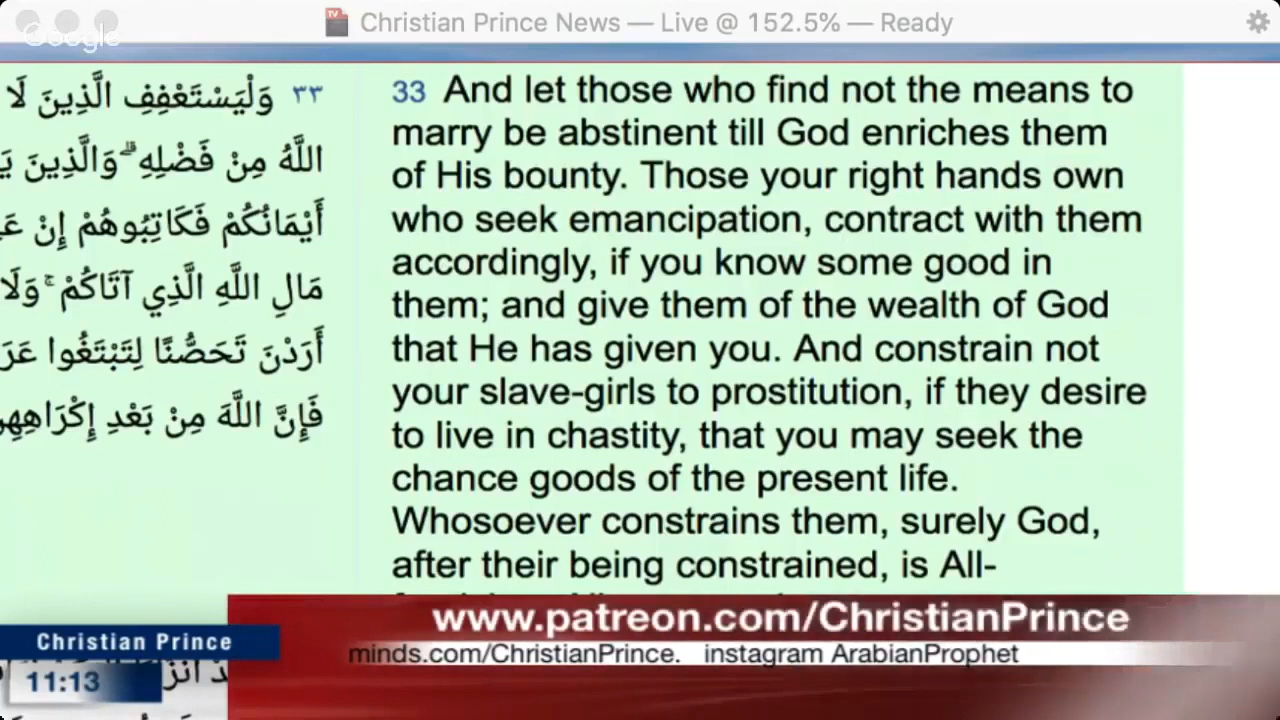 Christian Prince News — Live @ 152.5% — Ready
Google
٣٣ وَلْيَسْتَعْفِفِ الَّذِينَ لَا
اللَّهُ مِنْ فَضْلِهِ ۗ وَالَّذِينَ
أَيْمَانُكُمْ فَكَاتِبُوهُمْ إِنْ
مَالِ اللَّهِ الَّذِي آتَاكُمْ ۚ وَلَا
أَرَدْنَ تَحَصُّنًا لِتَبْتَغُوا
فَإِنَّ اللَّهَ مِنْ بَعْدِ
33 And let those who find not the means to
marry be abstinent till God enriches them
of His bounty. Those your right hands own
who seek emancipation, contract with them
accordingly, if you know some good in
them; and give them of the wealth of God
that He has given you. And constrain not
your slave-girls to prostitution, if they desire
to live in chastity, that you may seek the
chance goods of the present life.
Whosoever constrains them, surely God,
after their being constrained, is All-
www.patreon.com/ChristianPrince
Christian Prince
minds.com/ChristianPrince. instagram ArabianProphet
11:13